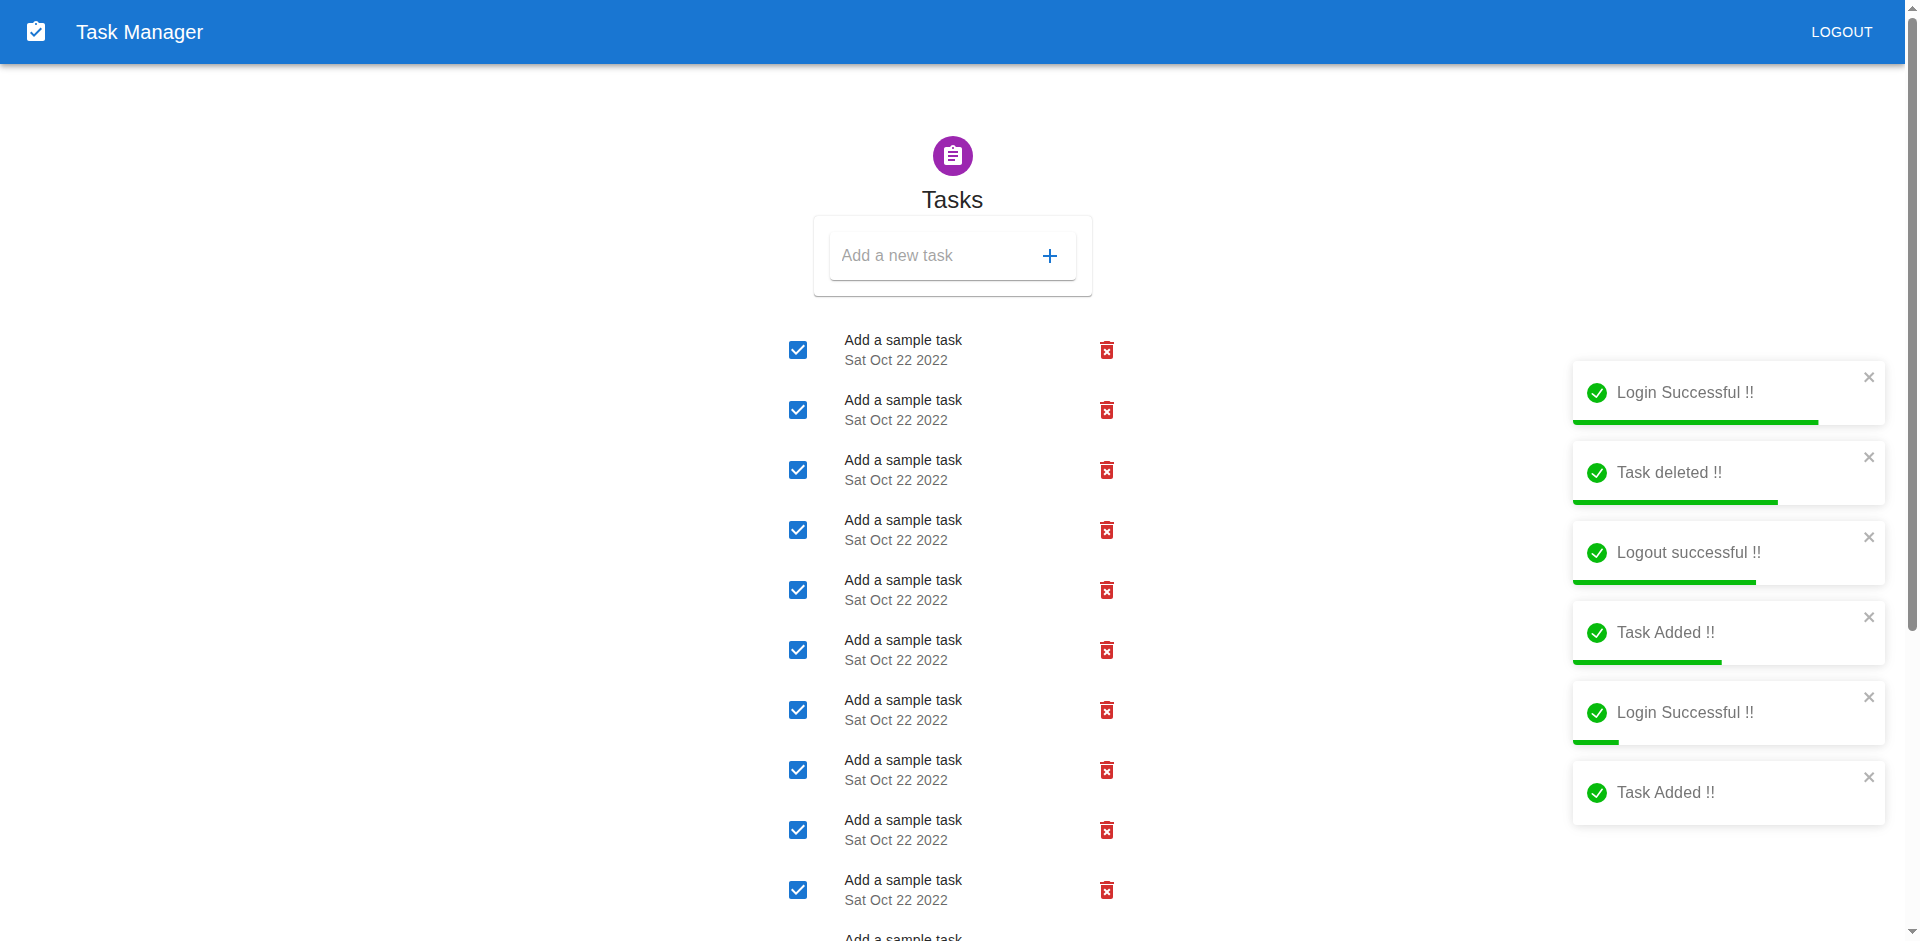 Task Manager
LOGOUT
Tasks
Add a new task
Add a sample task
Sat Oct 22 2022
Add a sample task
Sat Oct 22 2022
Add a sample task
Sat Oct 22 2022
Add a sample task
Sat Oct 22 2022
Add a sample task
Sat Oct 22 2022
Add a sample task
Sat Oct 22 2022
Add a sample task
Sat Oct 22 2022
Add a sample task
Sat Oct 22 2022
Add a sample task
Sat Oct 22 2022
Add a sample task
Sat Oct 22 2022
Add a sample task
Login Successful !!
Task deleted !!
Logout successful !!
Task Added !!
Login Successful !!
Task Added !!